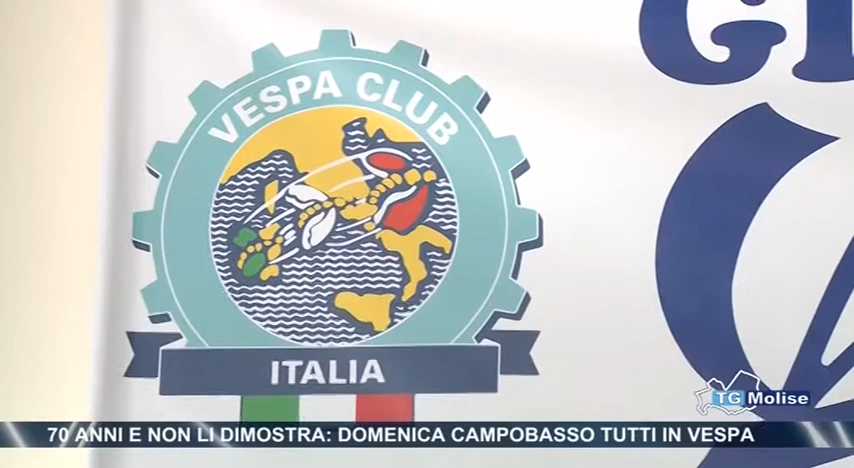 VESPA CLUB
ITALIA
TG Molise
70 ANNI E NON LI DIMOSTRA: DOMENICA CAMPOBASSO TUTTI IN VESPA